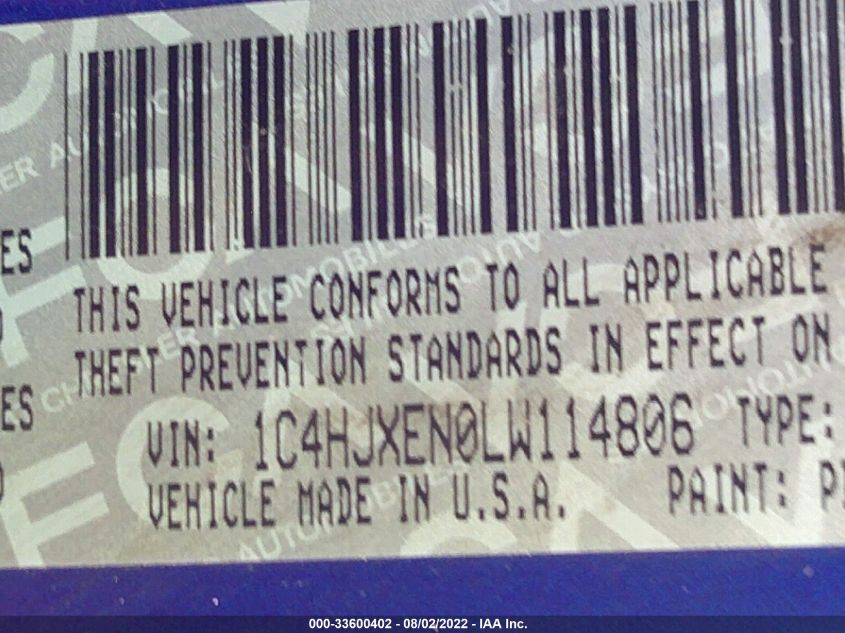 ES
THIS VEHICLE CONFORMS TO ALL APPLICABLE
THEFT PREVENTION STANDARDS IN EFFECT ON
ES
VIN: 1C4HJXEN0LW114806 TYPE:
VEHICLE MADE IN U.S.A. PAINT:
000-33600402 - 08/02/2022 - IAA Inc.